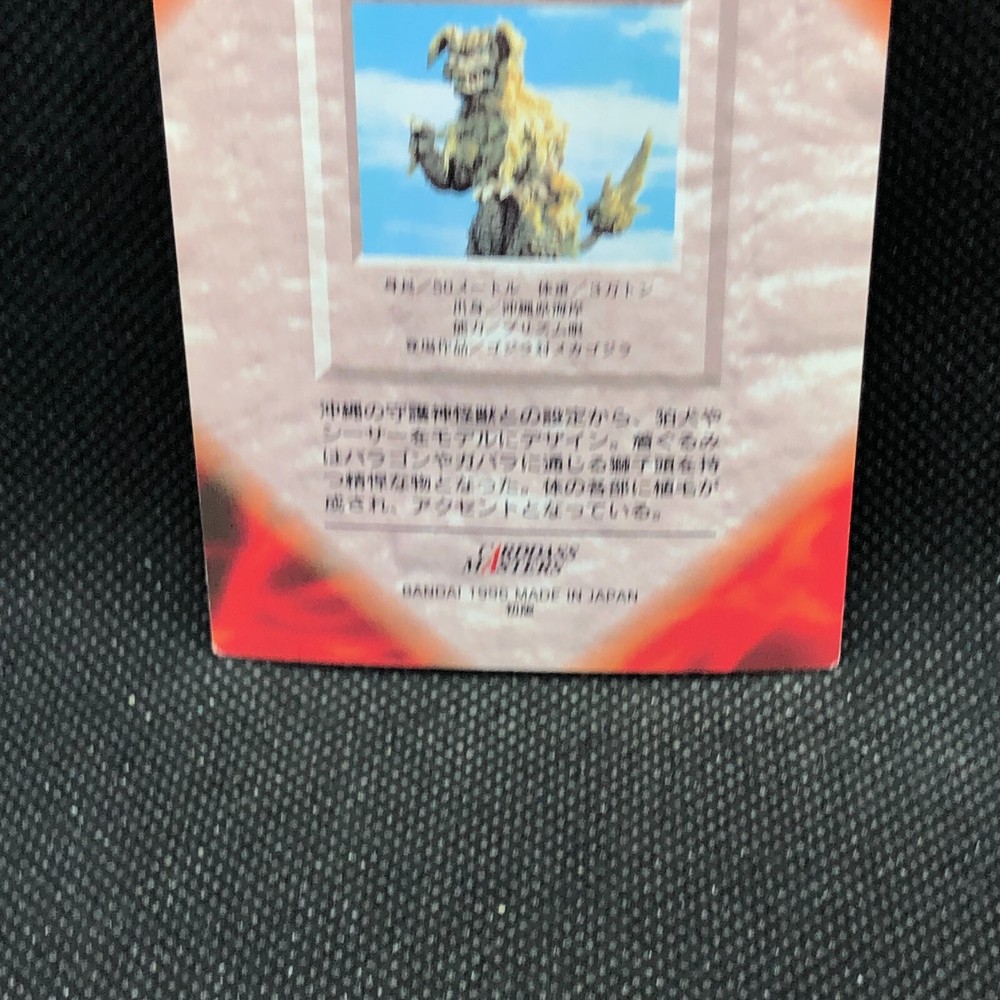 身長/50メートル 体重/3万トン
出身/沖縄県海岸
能力/プリズム眼
登場作品/ゴジラ対メカゴジラ
沖縄の守護神怪獣との設定から、狛犬や
シーサーをモデルにデザイン。着ぐるみ
はバラゴンやガバラに通じる獅子頭を持
つ精悍な物となった。体の各部に植毛が
成され、アクセントとなっている。
CARDDASS
MASTERS
BANDAI 1996 MADE IN JAPAN
初版